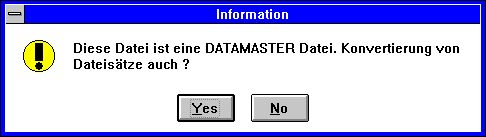 Information
Diese Datei ist eine DATAMASTER Datei. Konvertierung von
Dateisätze auch ?
Yes
No